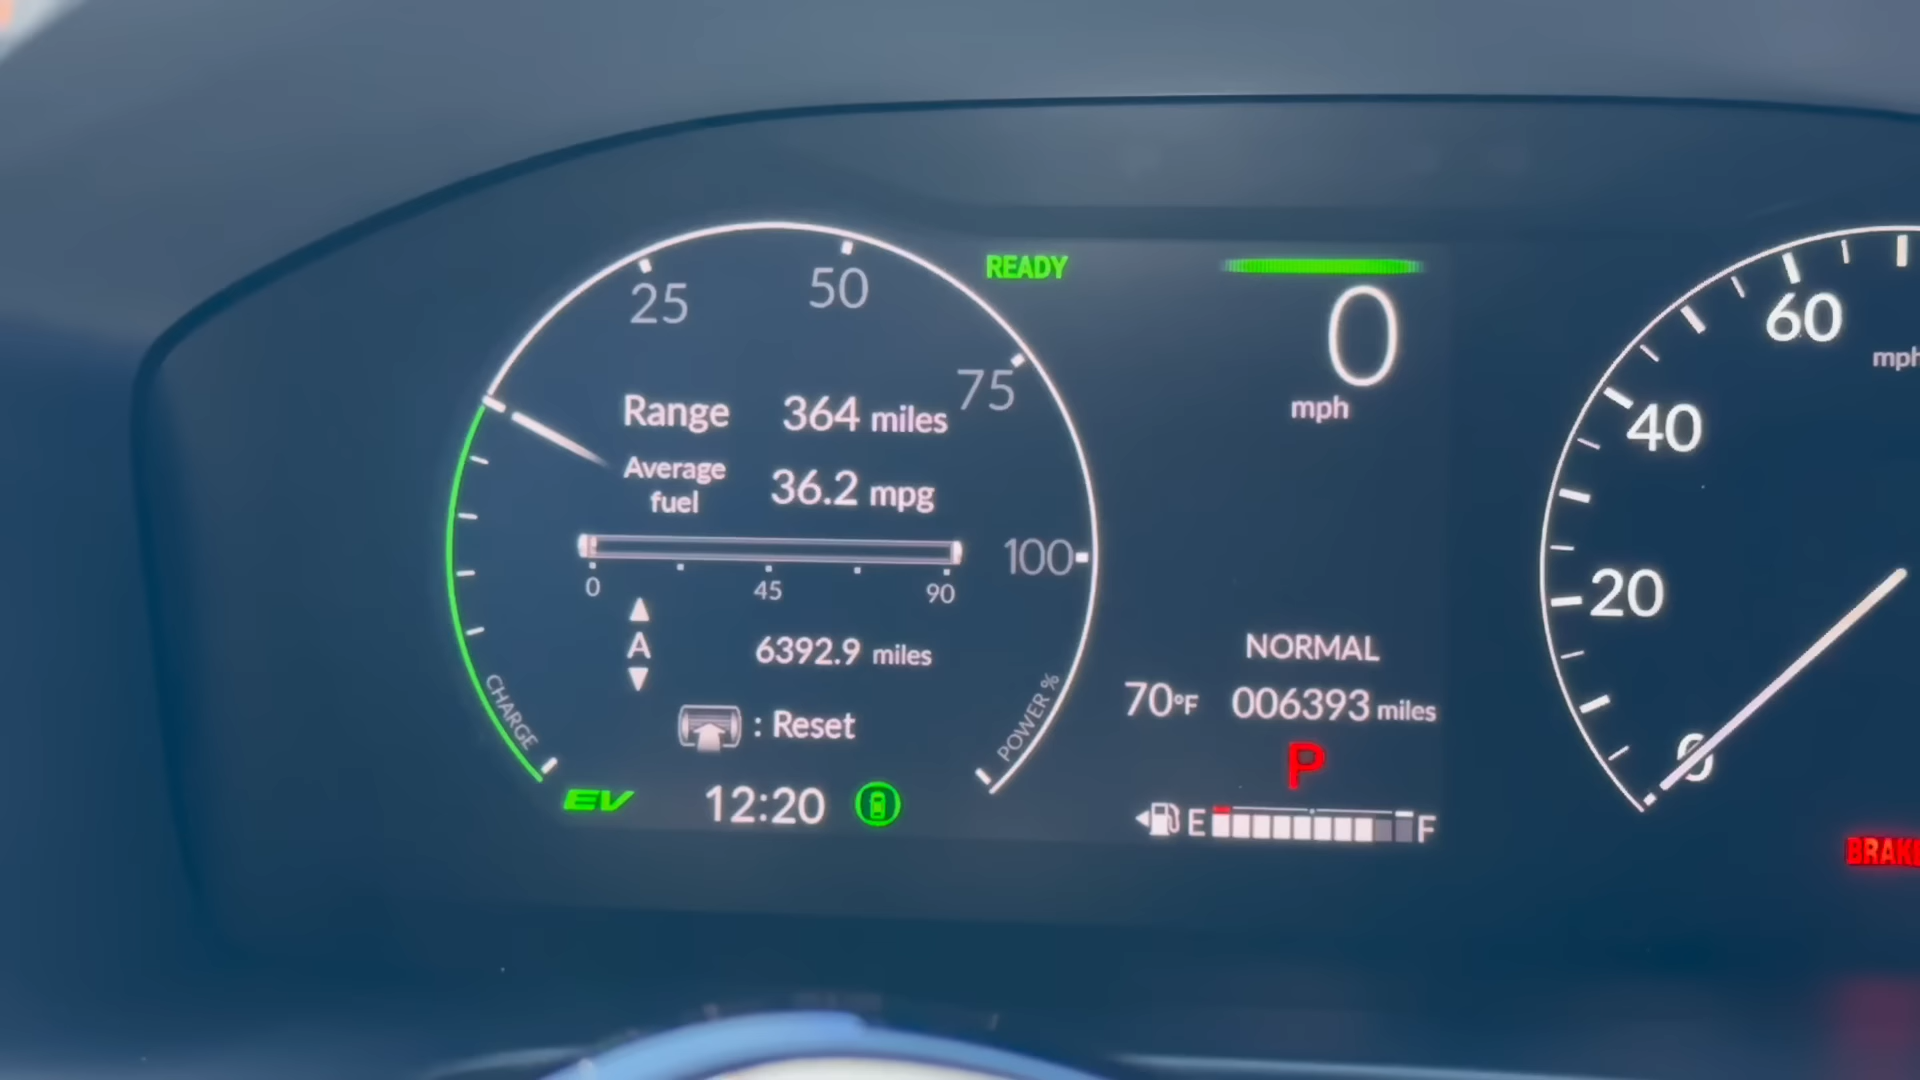 25
50
75
100
Range 364 miles
Average fuel 36.2 mpg
0 45 90
A 6392.9 miles
: Reset
CHARGE
POWER %
EV 12:20
READY
0
mph
NORMAL
70°F 006393 miles
P
E F
60
mph
40
20
0